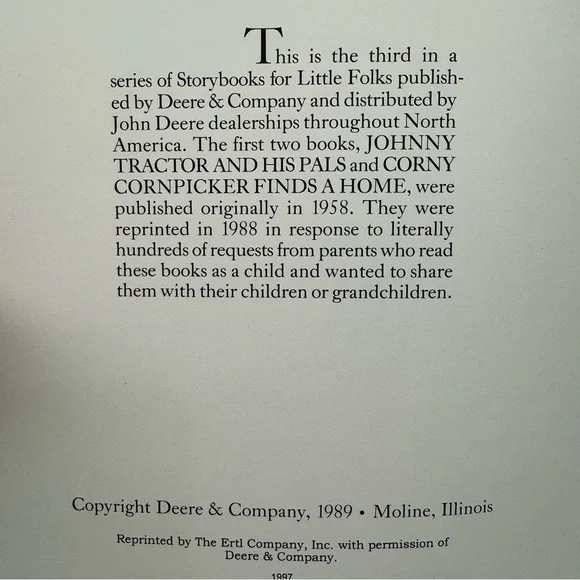 This is the third in a
series of Storybooks for Little Folks publish-
ed by Deere & Company and distributed by
John Deere dealerships throughout North
America. The first two books, JOHNNY
TRACTOR AND HIS PALS and CORNY
CORNPICKER FINDS A HOME, were
published originally in 1958. They were
reprinted in 1988 in response to literally
hundreds of requests from parents who read
these books as a child and wanted to share
them with their children or grandchildren.
Copyright Deere & Company, 1989 • Moline, Illinois
Reprinted by The Ertl Company, Inc. with permission of
Deere & Company.
1997